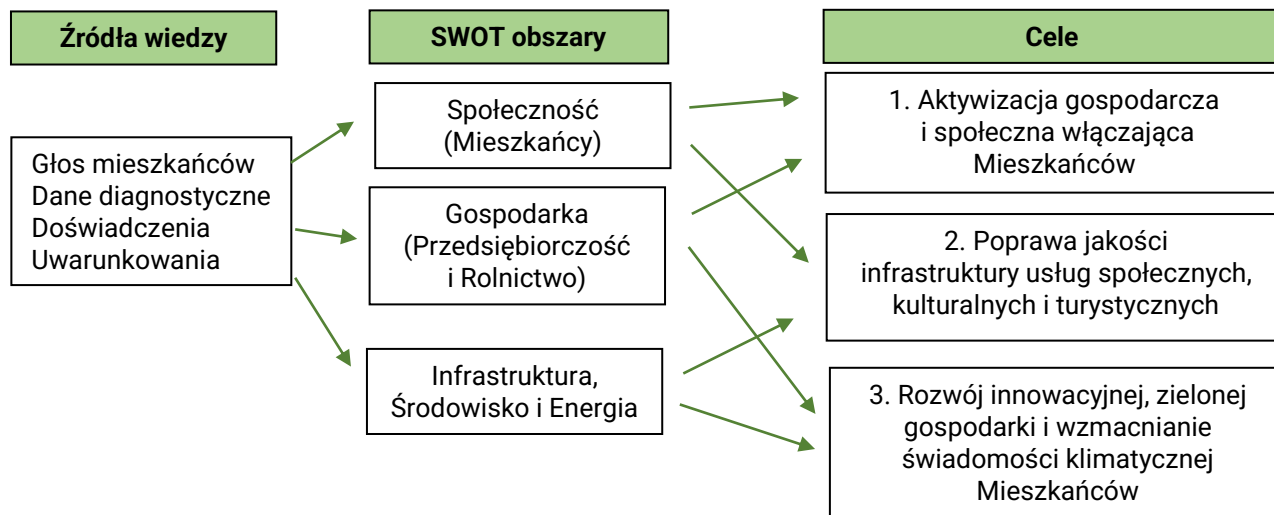 Źródła wiedzy
SWOT obszary
Cele
Głos mieszkańców
Dane diagnostyczne
Doświadczenia
Uwarunkowania
Społeczność
(Mieszkańcy)
Gospodarka
(Przedsiębiorczość
i Rolnictwo)
Infrastruktura,
Środowisko i Energia
1. Aktywizacja gospodarcza
i społeczna włączająca
Mieszkańców
2. Poprawa jakości
infrastruktury usług społecznych,
kulturalnych i turystycznych
3. Rozwój innowacyjnej, zielonej
gospodarki i wzmacnianie
świadomości klimatycznej
Mieszkańców